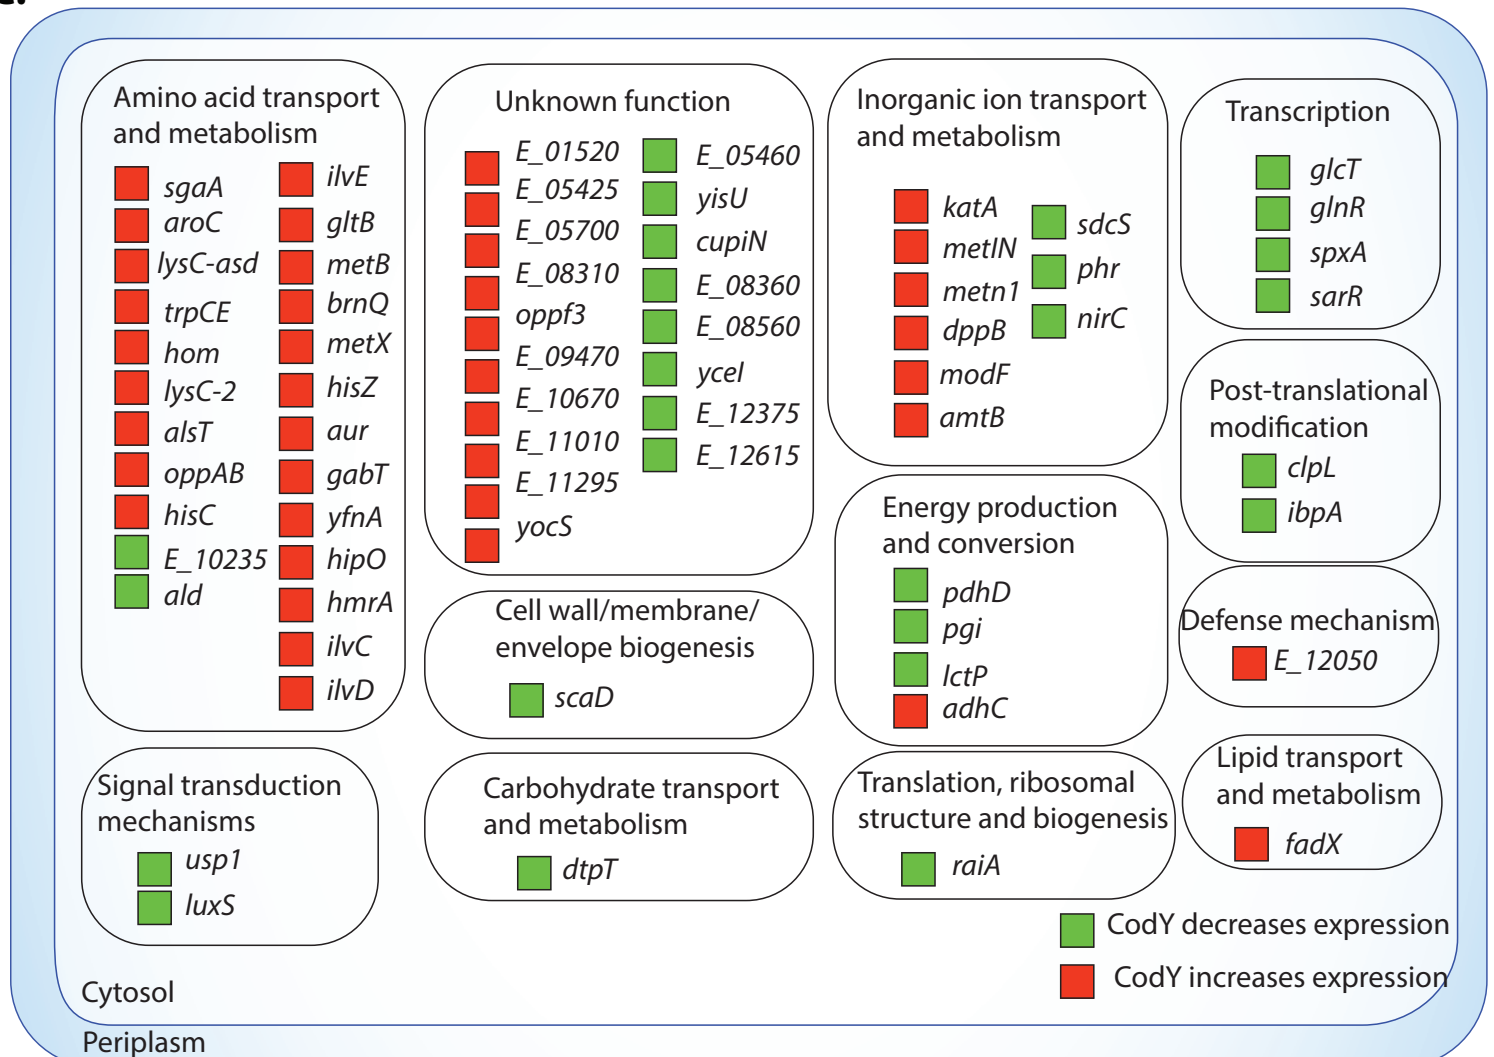 Amino acid transport
and metabolism
sgaA
aroC
lysC-asd
trpCE
hom
lysC-2
alsT
oppAB
hisC
E_10235
ald
ilvE
gltB
metB
brnQ
metX
hisZ
aur
gabT
yfnA
hipO
hmrA
ilvC
ilvD
Unknown function
E_01520
E_05425
E_05700
E_08310
oppf3
E_09470
E_10670
E_11010
E_11295
yocS
E_05460
yisU
cupiN
E_08360
E_08560
yceI
E_12375
E_12615
Inorganic ion transport
and metabolism
katA
metIN
metn1
dppB
modF
amtB
sdcS
phr
nirC
Transcription
glcT
glnR
spxA
sarR
Post-translational
modification
clpL
ibpA
Cell wall/membrane/
envelope biogenesis
scaD
Energy production
and conversion
pdhD
pgi
lctP
adhC
Defense mechanism
E_12050
Signal transduction
mechanisms
usp1
luxS
Carbohydrate transport
and metabolism
dtpT
Translation, ribosomal
structure and biogenesis
raiA
Lipid transport
and metabolism
fadX
CodY decreases expression
CodY increases expression
Cytosol
Periplasm